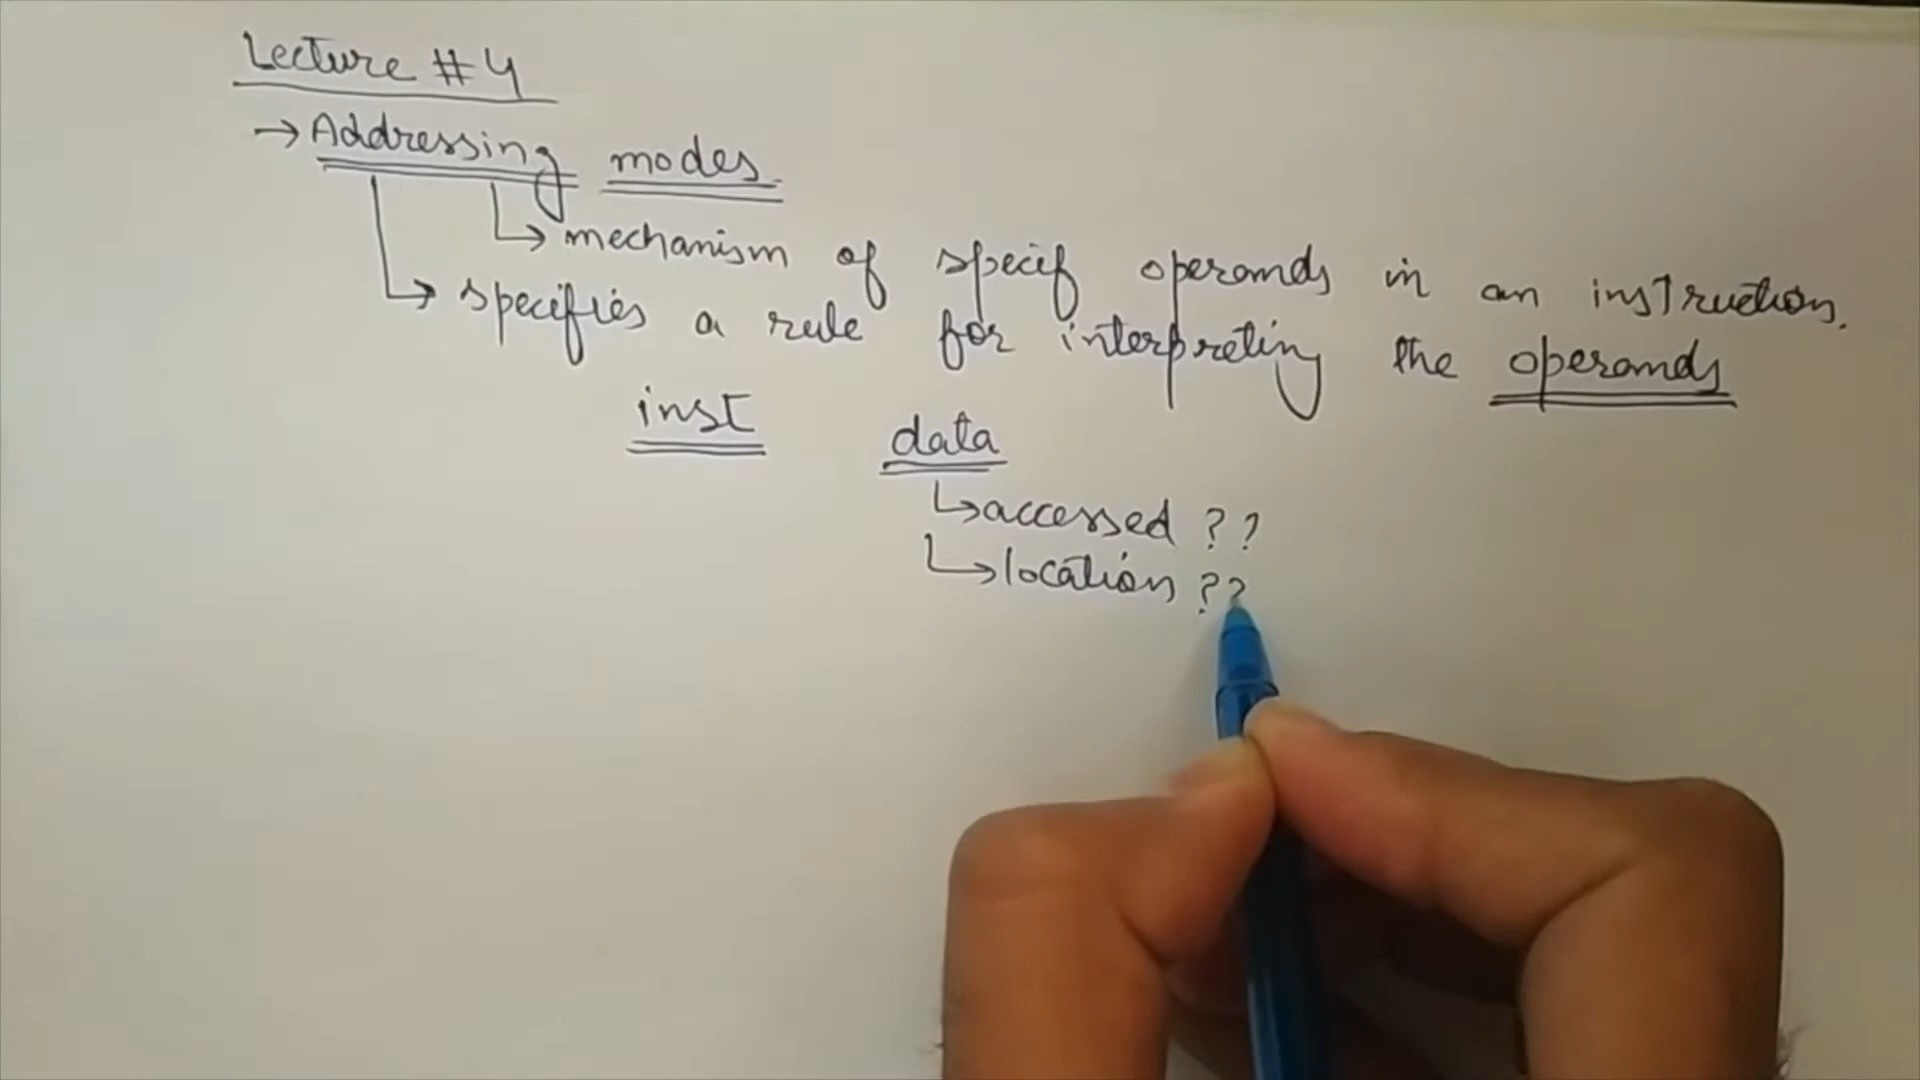 Lecture #4
→ Addressing modes
↳ mechanism of specif operands in an instruction.
↳ specifies a rule for interpreting the operands
inst data
↳ accessed ??
↳ location ??